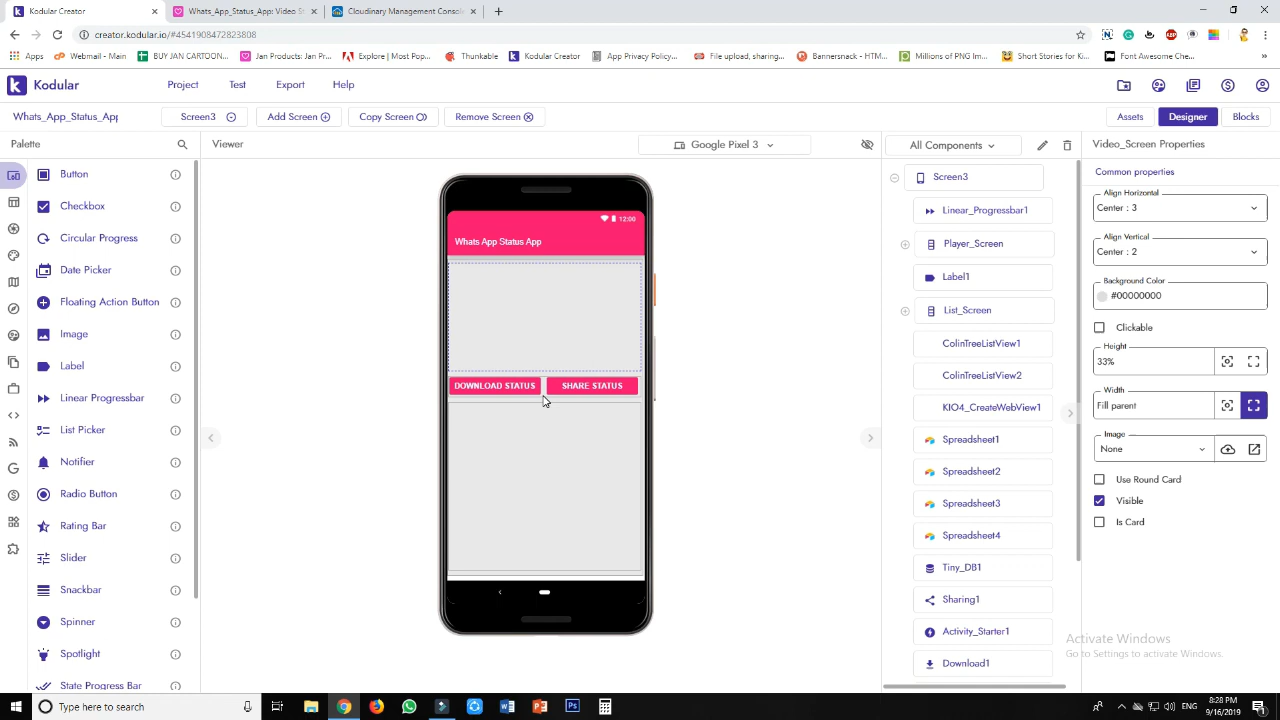 Kodular Creator
Whats_App_Status_App Video St
Cloudinary Management Console
creator.kodular.io/#4541908472823808
Apps
Webmail - Main
BUY JAN CARTOON
Jan Products: Jan P...
Explore | Most Pop...
Thunkable
Kodular Creator
App Privacy Policy...
File upload, sharing...
Bannersnack - HTM...
Millions of PNG Im...
Short Stories for Ki...
Font Awesome Che...
Kodular
Project
Test
Export
Help
Whats_App_Status_App
Screen3
Add Screen
Copy Screen
Remove Screen
Assets
Designer
Blocks
Palette
Viewer
Google Pixel 3
All Components
Video_Screen Properties
Button
Checkbox
Circular Progress
Date Picker
Floating Action Button
Image
Label
Linear Progressbar
List Picker
Notifier
Radio Button
Rating Bar
Slider
Snackbar
Spinner
Spotlight
State Progress Bar
12:00
Whats App Status App
DOWNLOAD STATUS
SHARE STATUS
Screen3
Linear_Progressbar1
Player_Screen
Label1
List_Screen
ColinTreeListView1
ColinTreeListView2
KIO4_CreateWebView1
Spreadsheet1
Spreadsheet2
Spreadsheet3
Spreadsheet4
Tiny_DB1
Sharing1
Activity_Starter1
Download1
Common properties
Align Horizontal
Center : 3
Align Vertical
Center : 2
Background Color
#00000000
Clickable
Height
33%
Width
Fill parent
Image
None
Use Round Card
Visible
Is Card
Activate Windows
Go to Settings to activate Windows.
Type here to search
ENG
8:28 PM
9/16/2019